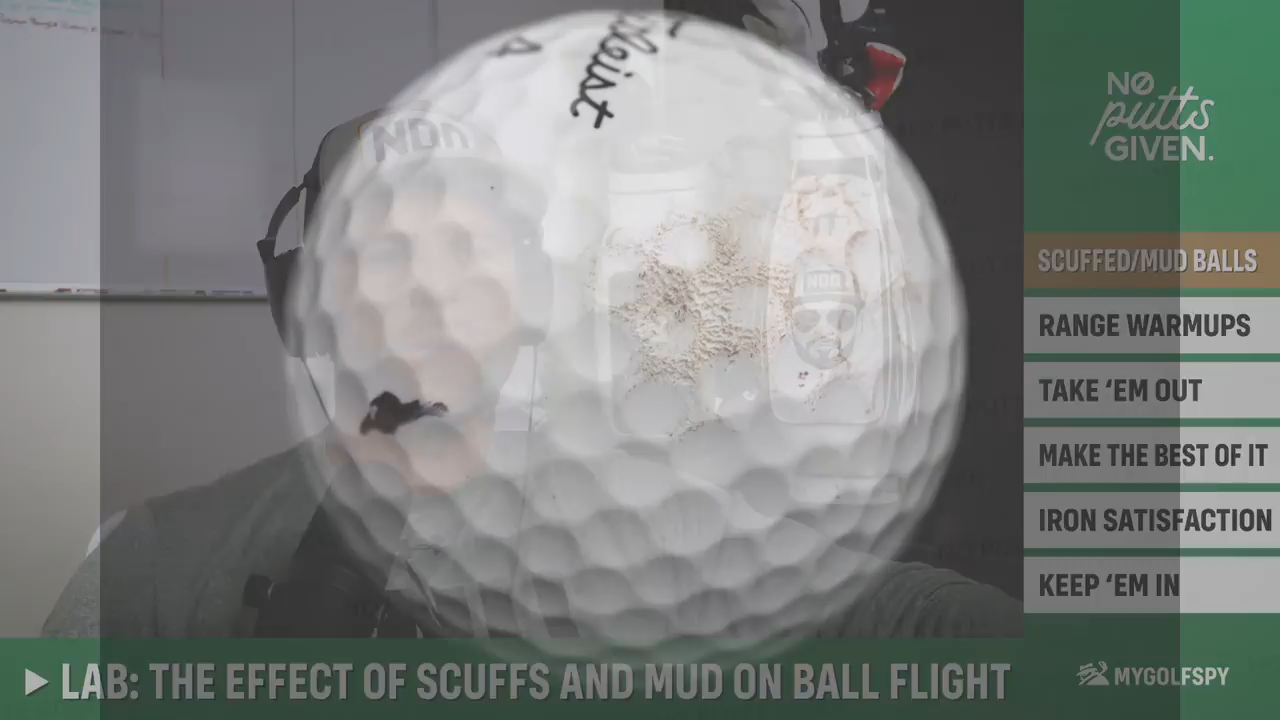 NDO
NO
putts
GIVEN.
SCUFFED/MUD BALLS
RANGE WARMUPS
TAKE ‘EM OUT
MAKE THE BEST OF IT
IRON SATISFACTION
KEEP ‘EM IN
LAB: THE EFFECT OF SCUFFS AND MUD ON BALL FLIGHT
MYGOLFSPY